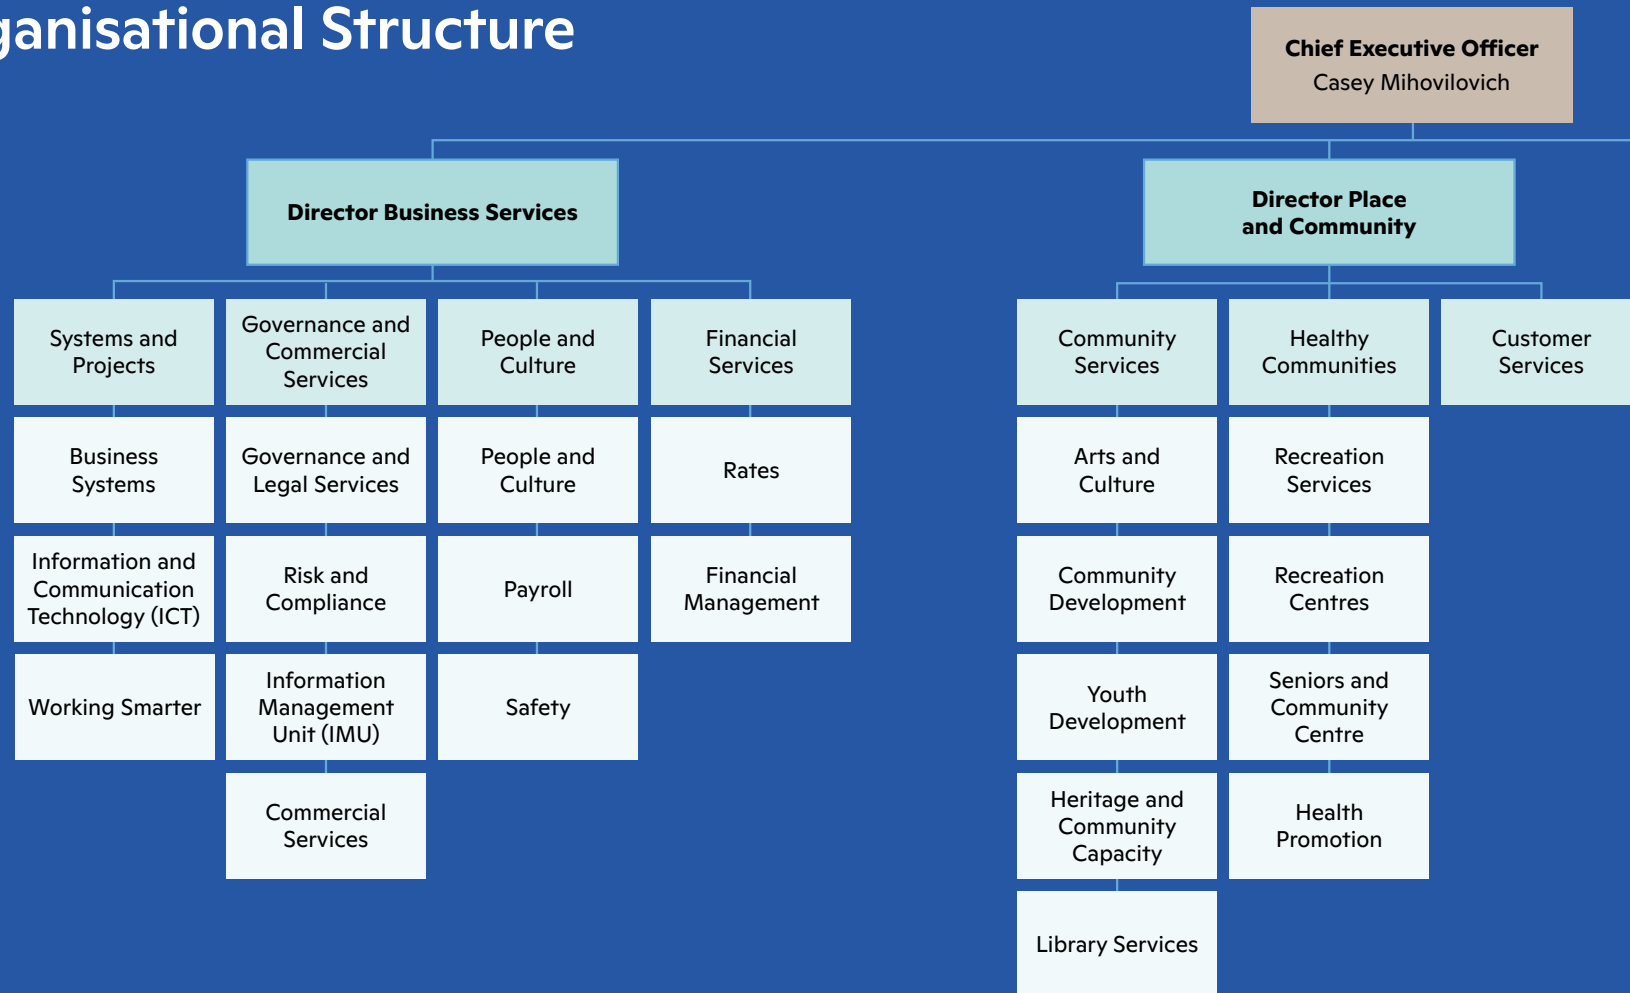 ganisational Structure
Chief Executive Officer
Casey Mihovilovich
Director Business Services
Director Place
and Community
Systems and
Projects
Governance and
Commercial
Services
People and
Culture
Financial
Services
Community
Services
Healthy
Communities
Customer
Services
Business
Systems
Governance and
Legal Services
People and
Culture
Rates
Arts and
Culture
Recreation
Services
Information and
Communication
Technology (ICT)
Risk and
Compliance
Payroll
Financial
Management
Community
Development
Recreation
Centres
Working Smarter
Information
Management
Unit (IMU)
Safety
Youth
Development
Seniors and
Community
Centre
Commercial
Services
Heritage and
Community
Capacity
Health
Promotion
Library Services